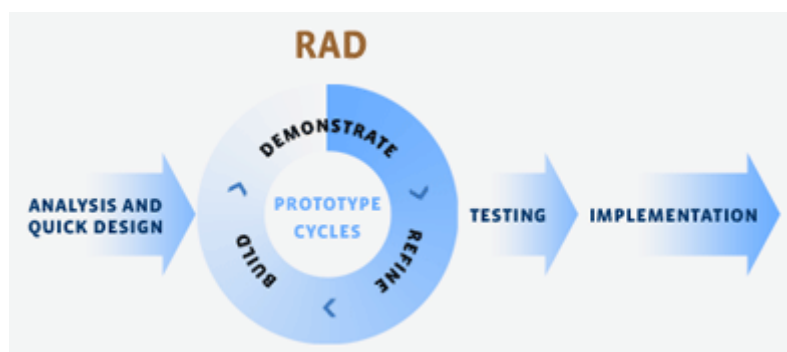 RAD
ANALYSIS AND
QUICK DESIGN
DEMONSTRATE
REFINE
BUILD
PROTOTYPE
CYCLES
TESTING
IMPLEMENTATION